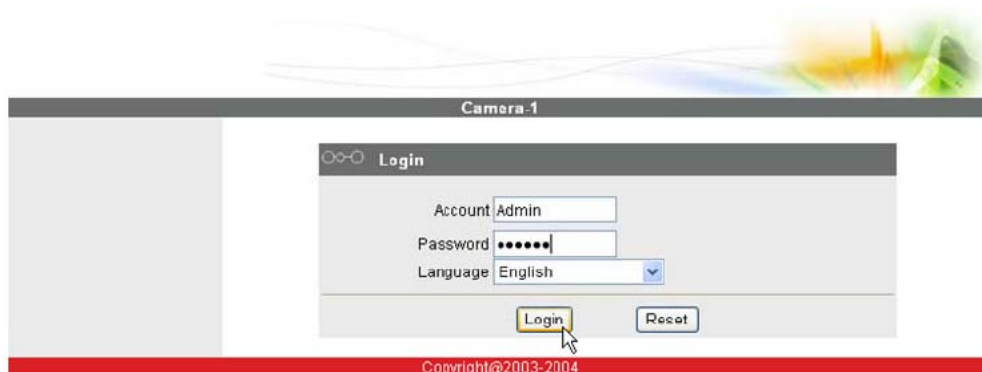 Camera-1
Login
Account Admin
Password ••••••
Language English
Login Reset
Copyright@2003-2004